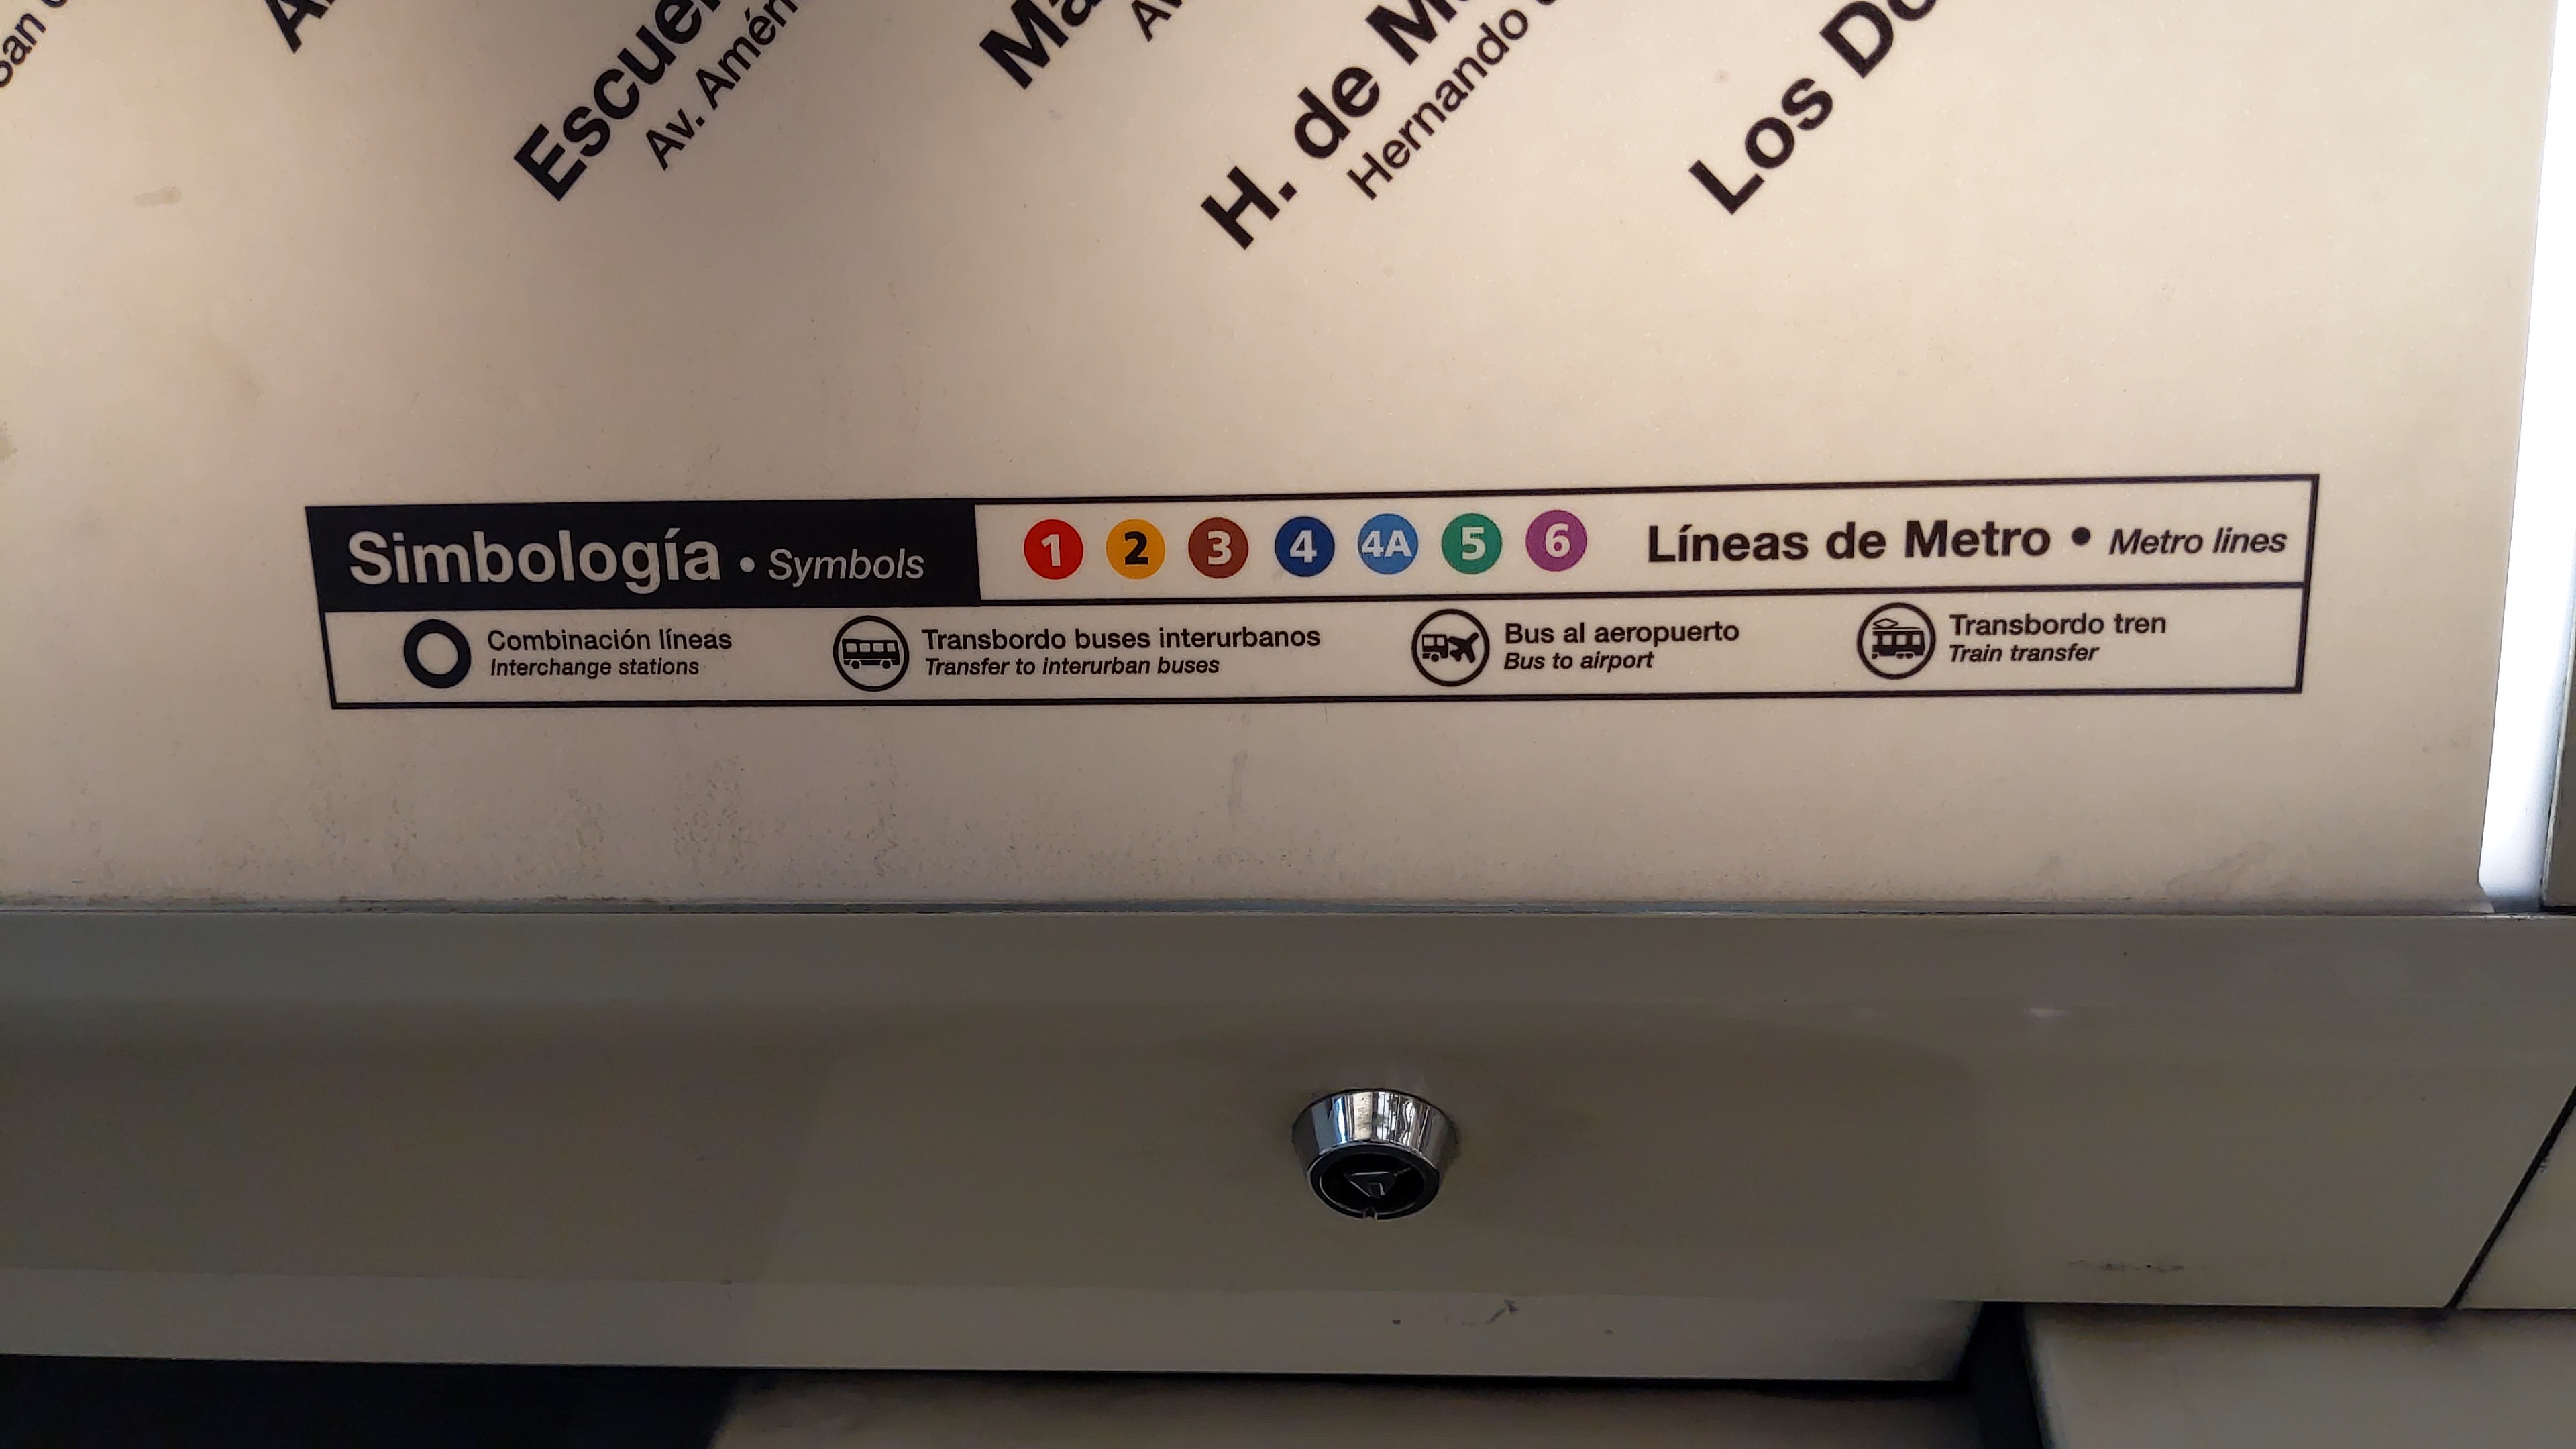 Escue
Av. Améri
H. de M
Hernando
Los Do
Simbología • Symbols
1 2 3 4 4A 5 6 Líneas de Metro • Metro lines
Combinación líneas
Interchange stations
Transbordo buses interurbanos
Transfer to interurban buses
Bus al aeropuerto
Bus to airport
Transbordo tren
Train transfer